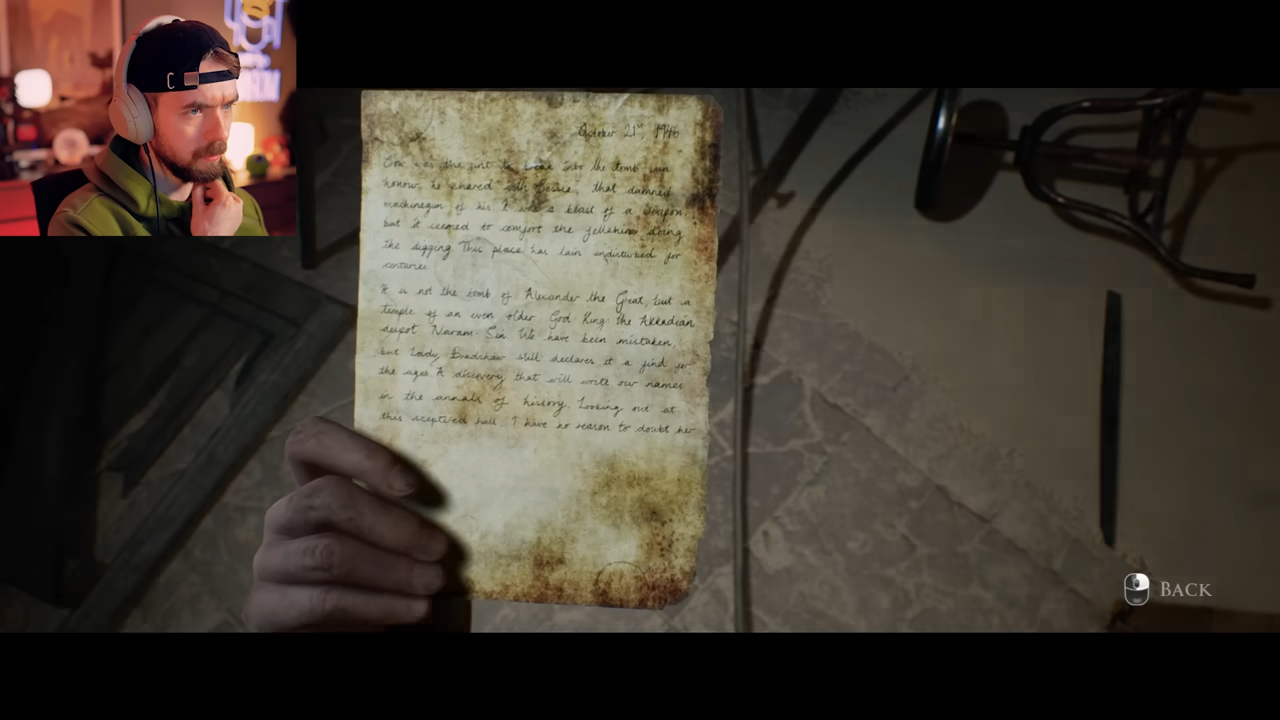 October 21st, 1946
was the first to break into the tomb can
honour he shared with Bessie, that damned
machinegun of his. It was a beast of a weapon
but it seemed to comfort the fellahin doing
the digging. This place has lain undisturbed for
centuries
It is not the tomb of Alexander the Great, but a
temple of an even older God King: the Akkadian
despot Naram-Sin. We have been mistaken,
but Lady Bradshaw still declares it a find
the ages. A discovery that will write our names
in the annals of history. Looking out at
this sceptered hall, I have no reason to doubt her
BACK